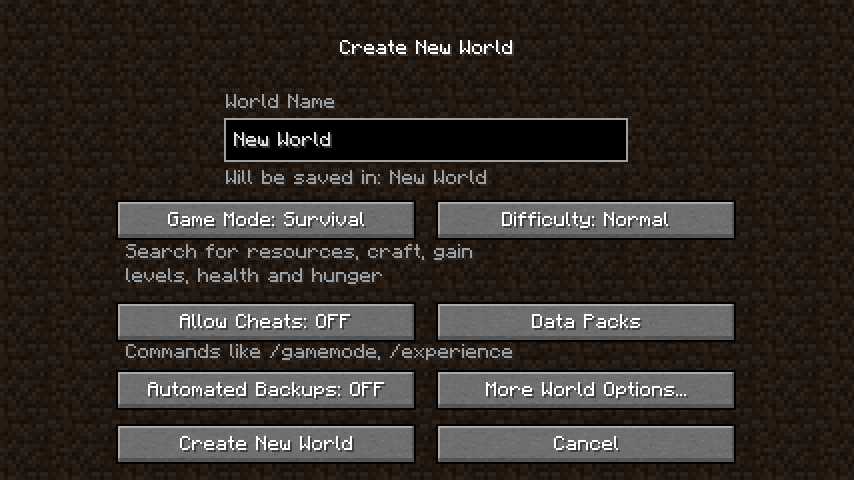 Create New World
World Name
New World
Will be saved in: New World
Game Mode: Survival
Difficulty: Normal
Search for resources, craft, gain
levels, health and hunger
Allow Cheats: OFF
Data Packs
Commands like /gamemode, /experience
Automated Backups: OFF
More World Options...
Create New World
Cancel